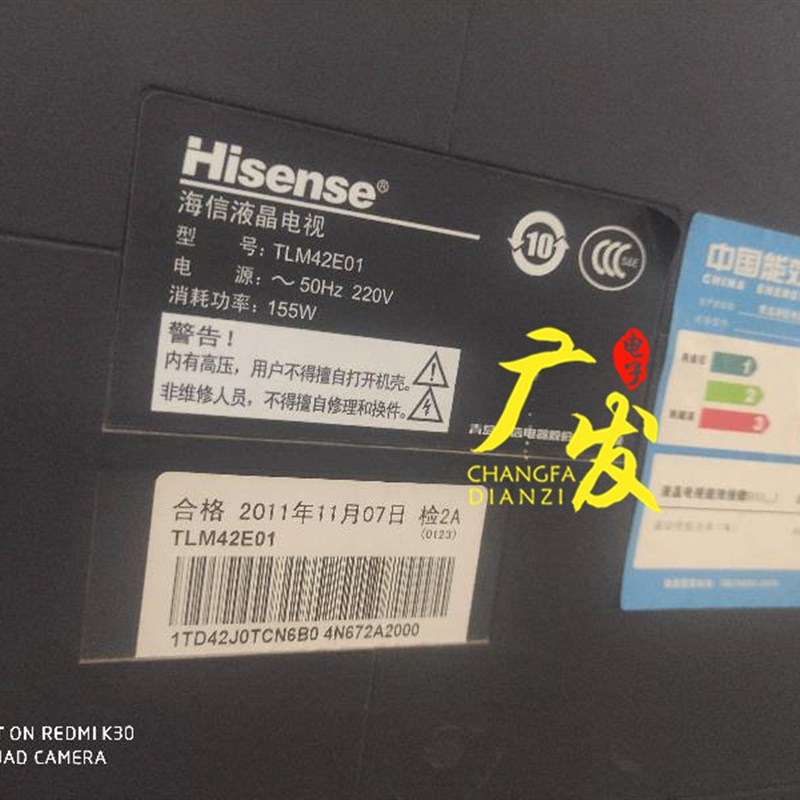 Hisense®
海信液晶电视
型 号: TLM42E01
电 源: ～50Hz 220V
消耗功率: 155W
10
CCC S&E
警告!
内有高压，用户不得擅自打开机壳。
非维修人员，不得擅自修理和换件。
中国能效
CHINA ENERG
1
2
3
广发
电子
CHANGFA
DIANZI
合格 2011年11月07日 检2A
TLM42E01 (0123)
1TD42J0TCN6B0 4N672A2000
T ON REDMI K30
UAD CAMERA